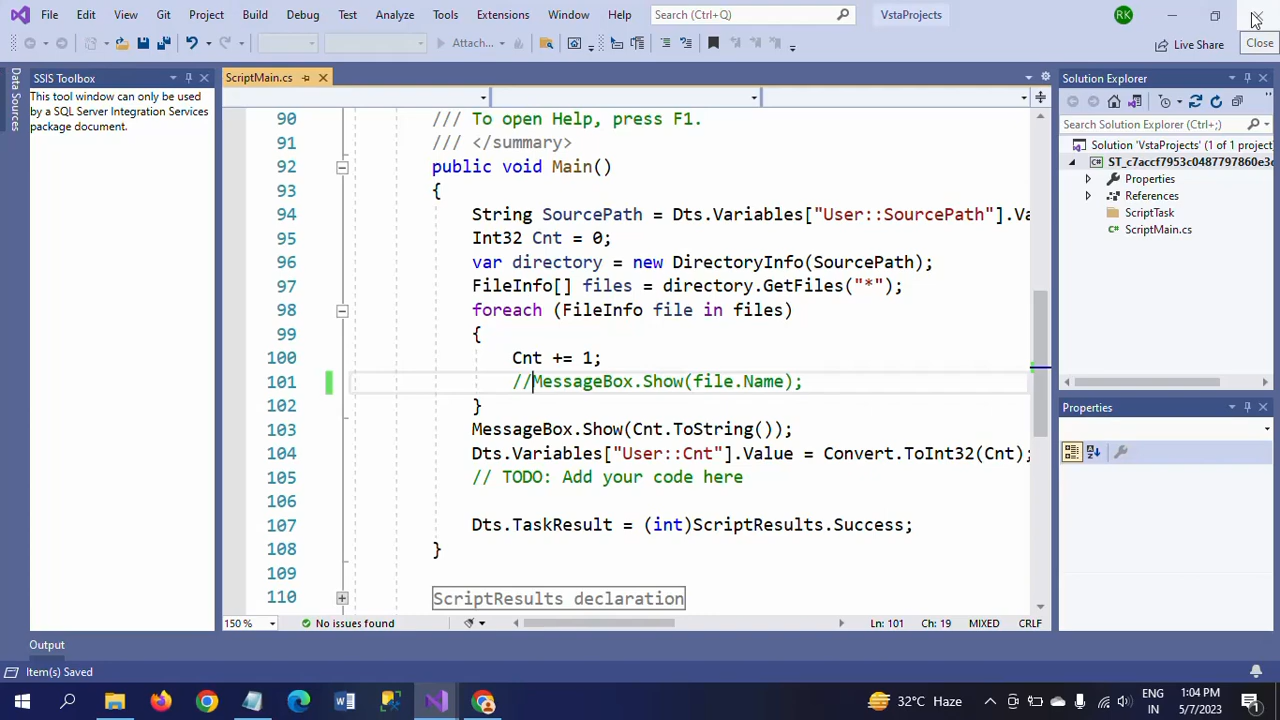 File Edit View Git Project Build Debug Test Analyze Tools Extensions Window Help Search (Ctrl+Q) VstaProjects RK
Close
Attach... Live Share
Data Sources
SSIS Toolbox
This tool window can only be used
by a SQL Server Integration Services
package document.
ScriptMain.cs
90 /// To open Help, press F1.
91 /// </summary>
92 public void Main()
93 {
94 String SourcePath = Dts.Variables["User::SourcePath"].Va
95 Int32 Cnt = 0;
96 var directory = new DirectoryInfo(SourcePath);
97 FileInfo[] files = directory.GetFiles("*");
98 foreach (FileInfo file in files)
99 {
100 Cnt += 1;
101 //MessageBox.Show(file.Name);
102 }
103 MessageBox.Show(Cnt.ToString());
104 Dts.Variables["User::Cnt"].Value = Convert.ToInt32(Cnt);
105 // TODO: Add your code here
106
107 Dts.TaskResult = (int)ScriptResults.Success;
108 }
109
110 ScriptResults declaration
150 % No issues found Ln: 101 Ch: 19 MIXED CRLF
Solution Explorer
Search Solution Explorer (Ctrl+;)
Solution 'VstaProjects' (1 of 1 project
ST_c7accf7953c0487797860e3c
Properties
References
ScriptTask
ScriptMain.cs
Properties
Output
Item(s) Saved
32°C Haze ENG IN 1:04 PM 5/7/2023 1